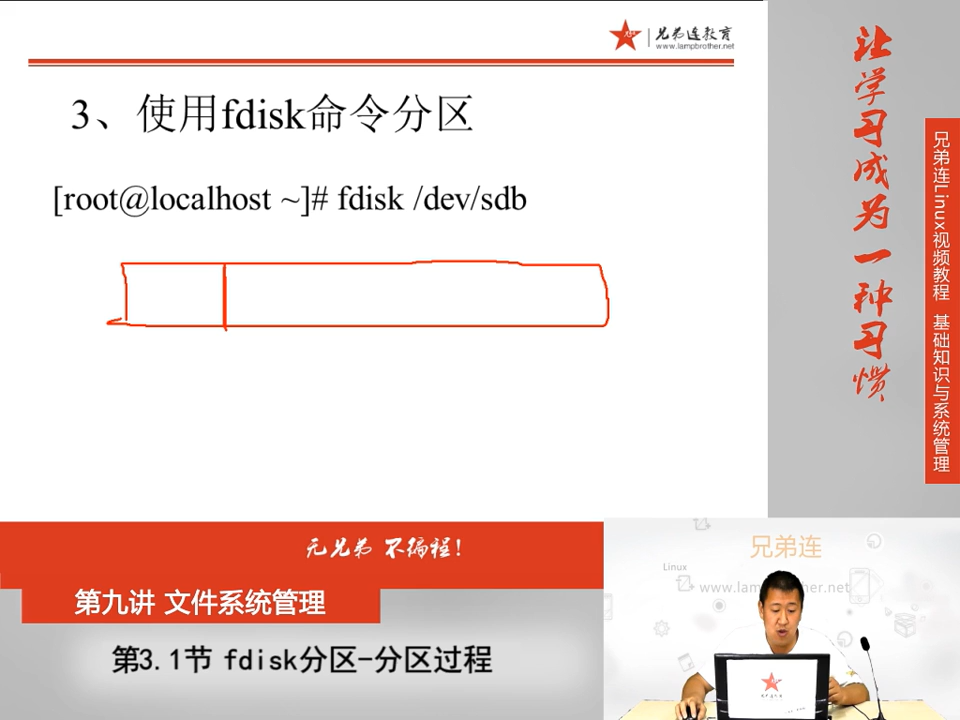 兄弟连教育
www.lampbrother.net
3、使用fdisk命令分区
[root@localhost ~]# fdisk /dev/sdb
让学习成为一种习惯
兄弟连Linux视频教程 基础知识与系统管理
无兄弟 不编程!
第九讲 文件系统管理
第3.1节 fdisk分区-分区过程
兄弟连
Linux